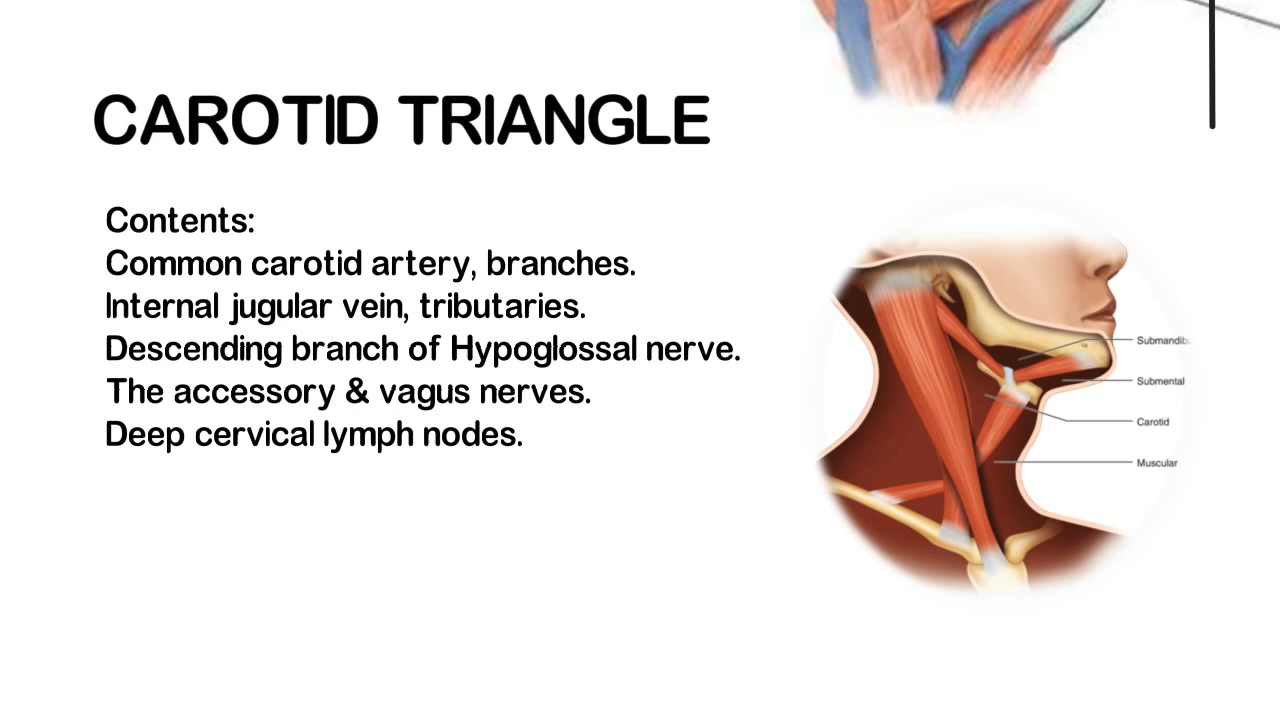 CAROTID TRIANGLE
Contents:
Common carotid artery, branches.
Internal jugular vein, tributaries.
Descending branch of Hypoglossal nerve.
The accessory & vagus nerves.
Deep cervical lymph nodes.
Submental
Carotid
Muscular